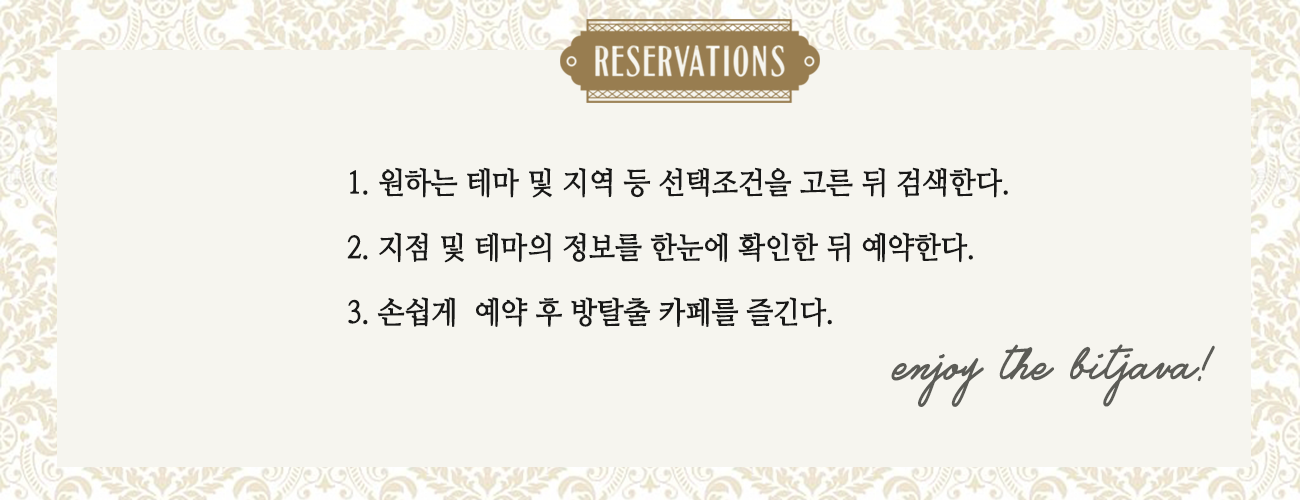 RESERVATIONS
1. 원하는 테마 및 지역 등 선택조건을 고른 뒤 검색한다.
2. 지점 및 테마의 정보를 한눈에 확인한 뒤 예약한다.
3. 손쉽게 예약 후 방탈출 카페를 즐긴다.
enjoy the bitjava!